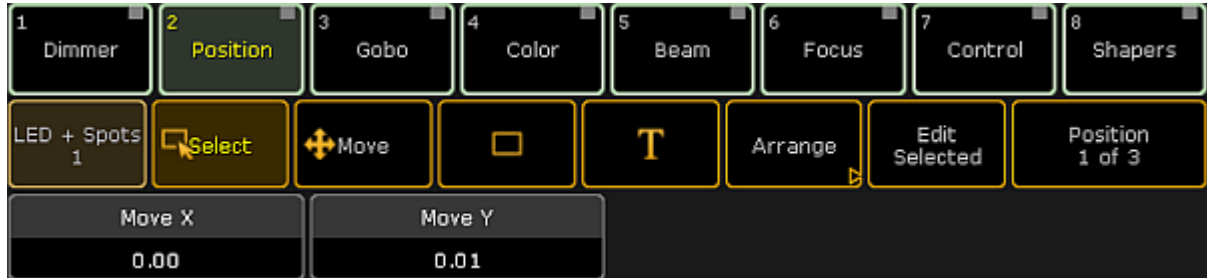 1 Dimmer
2 Position
3 Gobo
4 Color
5 Beam
6 Focus
7 Control
8 Shapers
LED + Spots
1
Select
Move
T
Arrange
Edit
Selected
Position
1 of 3
Move X
0.00
Move Y
0.01